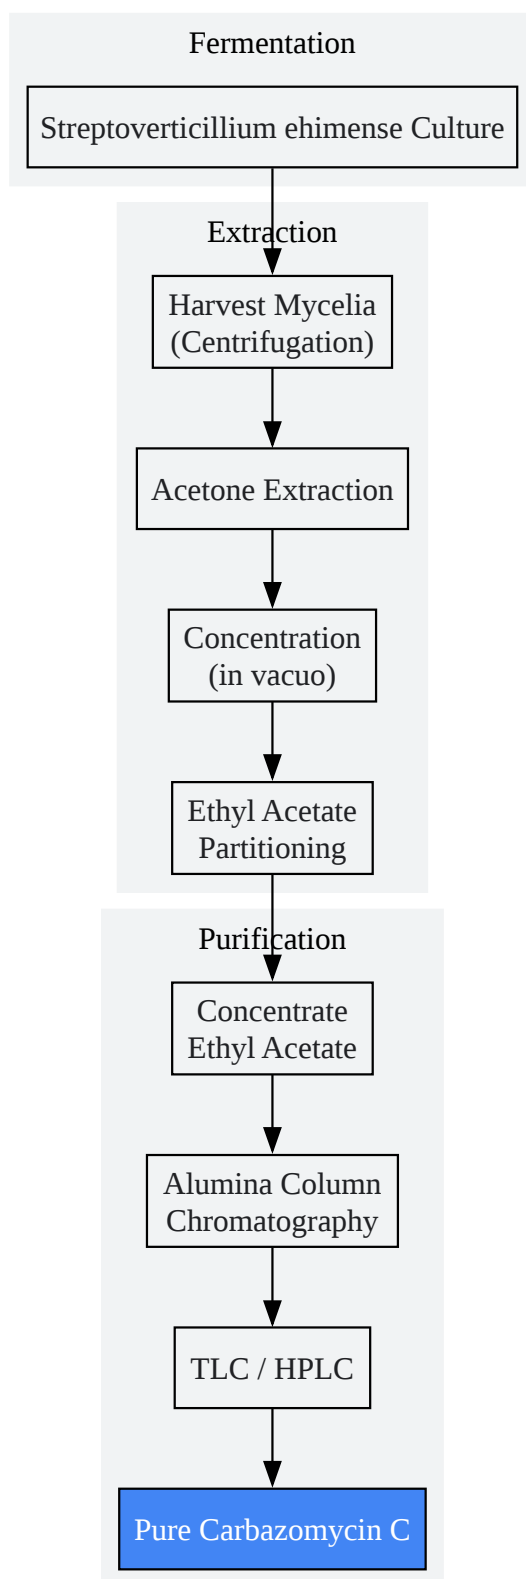 Fermentation
Streptoverticillium ehimense Culture
Extraction
Harvest Mycelia
(Centrifugation)
Acetone Extraction
Concentration
(in vacuo)
Ethyl Acetate
Partitioning
Purification
Concentrate
Ethyl Acetate
Alumina Column
Chromatography
TLC / HPLC
Pure Carbazomycin C